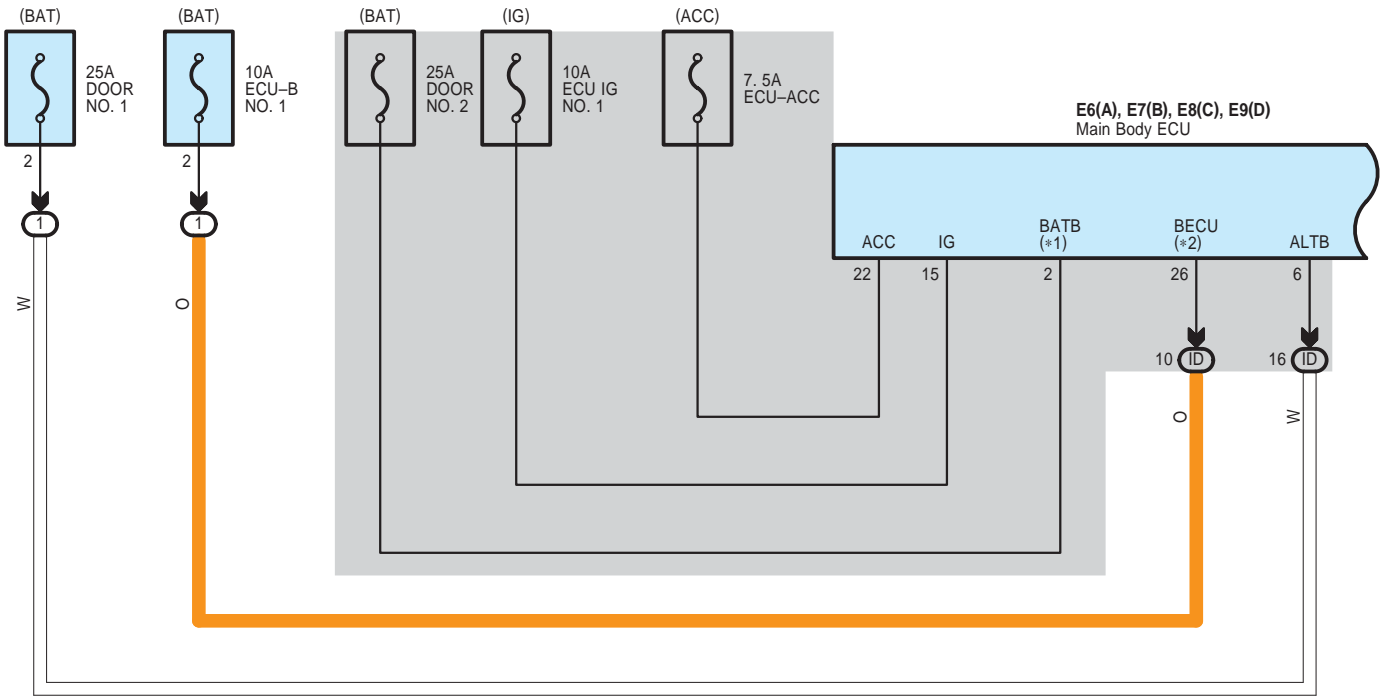 (BAT)
(BAT)
(BAT)
(IG)
(ACC)
25A
DOOR
NO. 1
10A
ECU–B
NO. 1
25A
DOOR
NO. 2
10A
ECU IG
NO. 1
7. 5A
ECU–ACC
E6(A), E7(B), E8(C), E9(D)
Main Body ECU
2
2
1
1
ACC
IG
BATB
(*1)
BECU
(*2)
ALTB
22
15
2
26
6
10 ID
16 ID
W
O
O
W